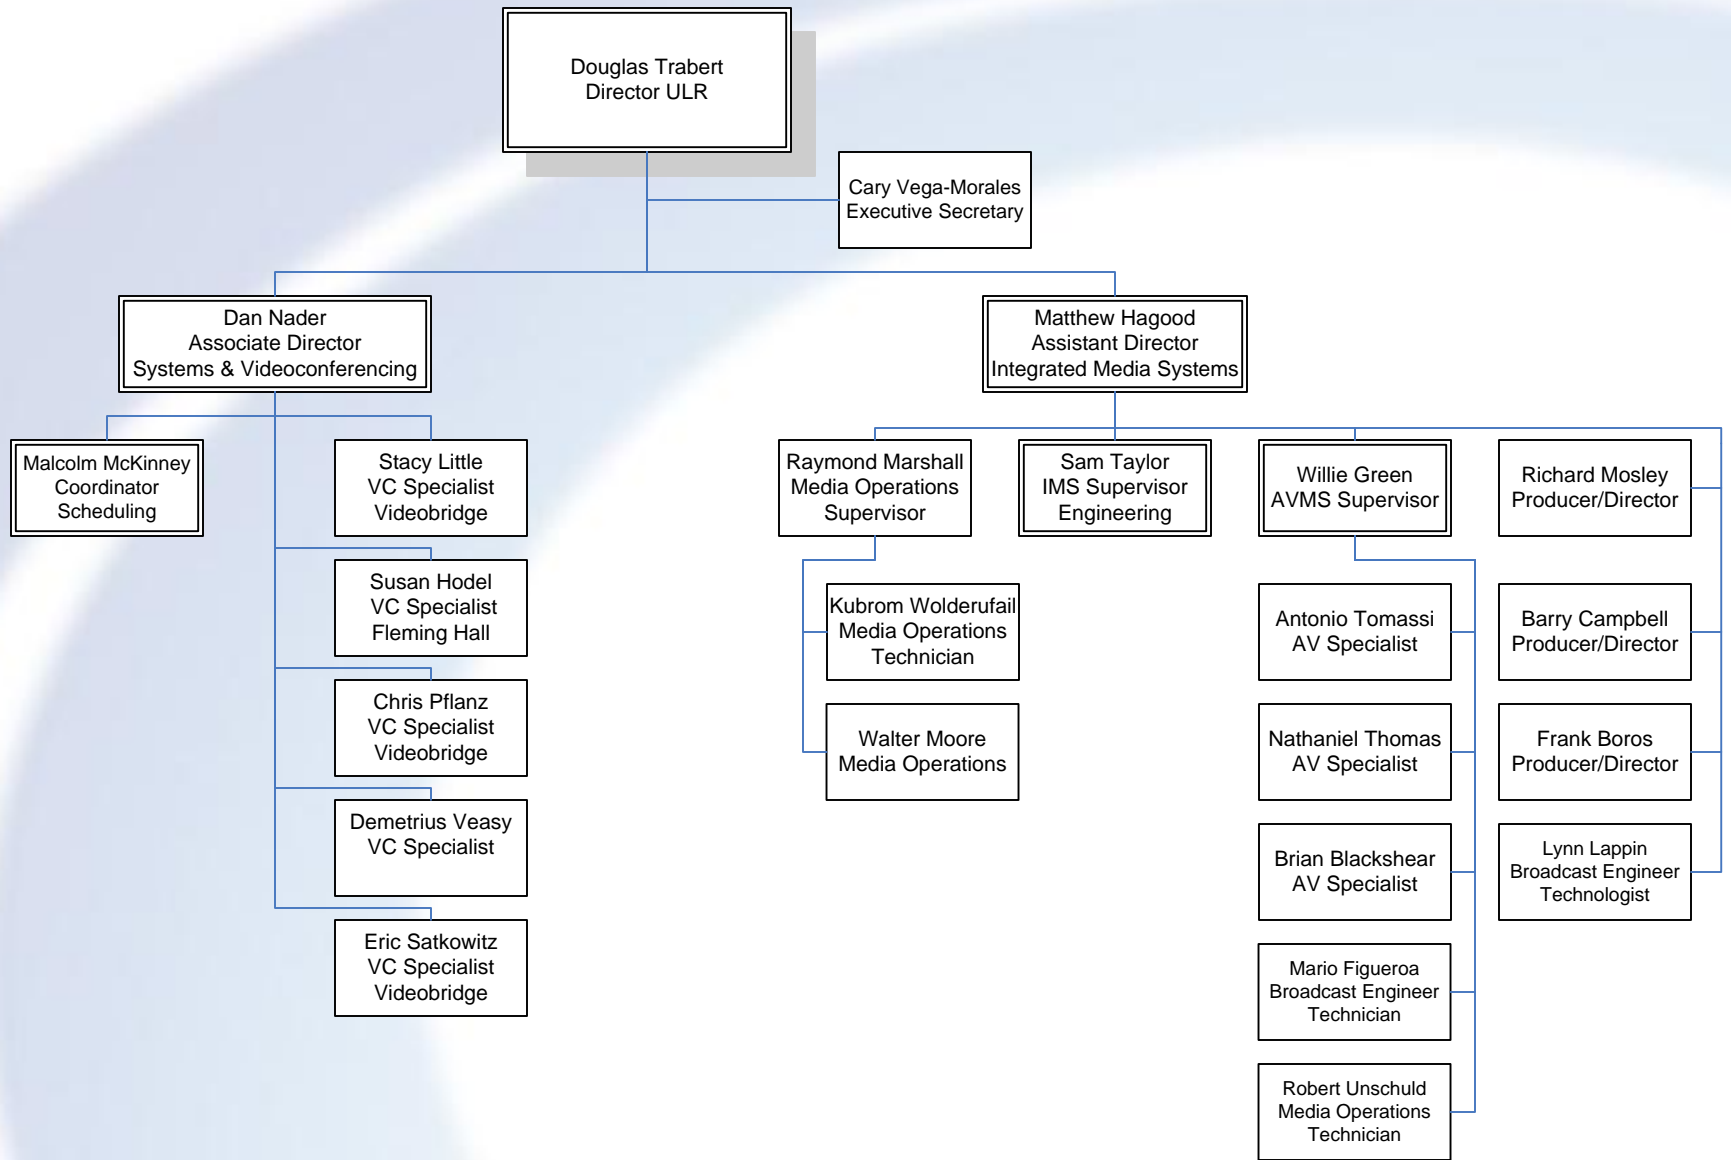 Douglas Trabert
Director ULR
Cary Vega-Morales
Executive Secretary
Dan Nader
Associate Director
Systems & Videoconferencing
Matthew Hagood
Assistant Director
Integrated Media Systems
Malcolm McKinney
Coordinator
Scheduling
Stacy Little
VC Specialist
Videobridge
Susan Hodel
VC Specialist
Fleming Hall
Chris Pflanz
VC Specialist
Videobridge
Demetrius Veasy
VC Specialist
Eric Satkowitz
VC Specialist
Videobridge
Raymond Marshall
Media Operations
Supervisor
Kubrom Wolderufail
Media Operations
Technician
Walter Moore
Media Operations
Sam Taylor
IMS Supervisor
Engineering
Willie Green
AVMS Supervisor
Antonio Tomassi
AV Specialist
Nathaniel Thomas
AV Specialist
Brian Blackshear
AV Specialist
Mario Figueroa
Broadcast Engineer
Technician
Robert Unschuld
Media Operations
Technician
Richard Mosley
Producer/Director
Barry Campbell
Producer/Director
Frank Boros
Producer/Director
Lynn Lappin
Broadcast Engineer
Technologist